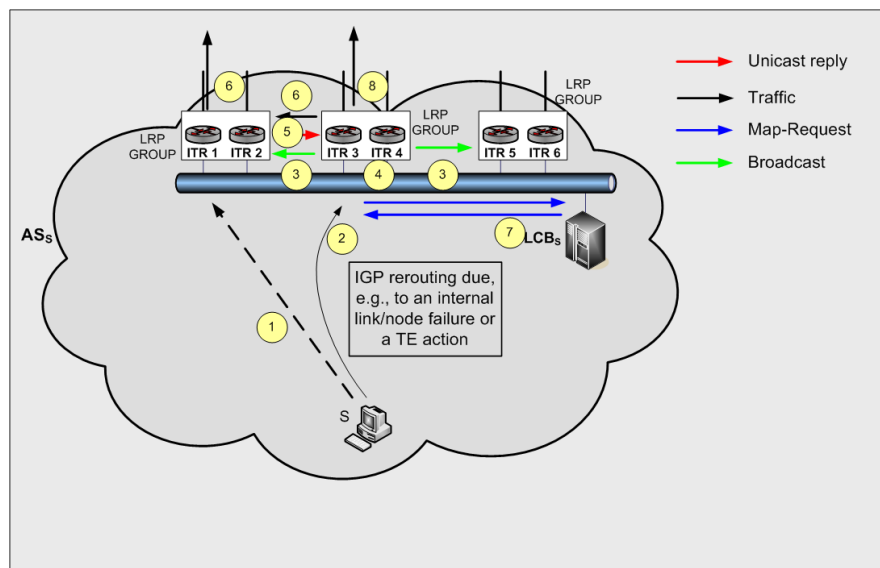 Unicast reply
Traffic
Map-Request
Broadcast
6
6
8
LRP
GROUP
5
LRP
GROUP
LRP
GROUP
ITR 1
ITR 2
ITR 3
ITR 4
ITR 5
ITR 6
3
4
3
ASs
2
7
LCBs
IGP rerouting due,
e.g., to an internal
link/node failure or
a TE action
1
S